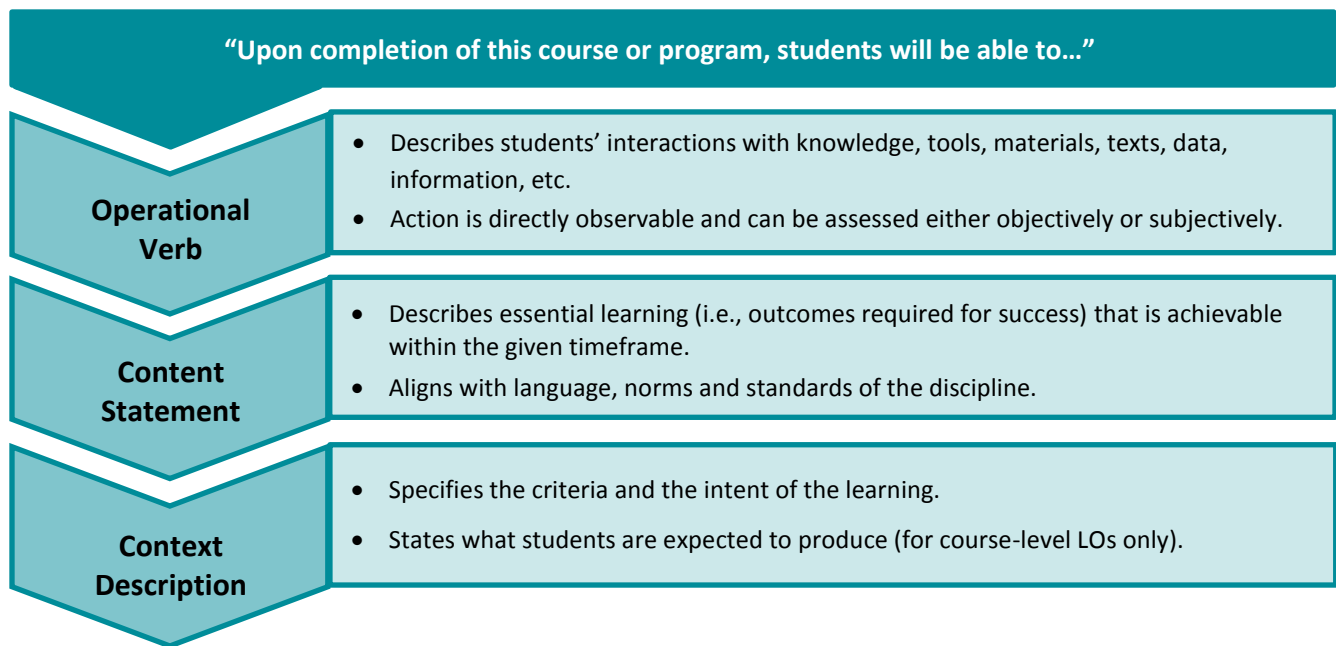 “Upon completion of this course or program, students will be able to…”
Operational
Verb
• Describes students’ interactions with knowledge, tools, materials, texts, data,
information, etc.
• Action is directly observable and can be assessed either objectively or subjectively.
Content
Statement
• Describes essential learning (i.e., outcomes required for success) that is achievable
within the given timeframe.
• Aligns with language, norms and standards of the discipline.
Context
Description
• Specifies the criteria and the intent of the learning.
• States what students are expected to produce (for course-level LOs only).